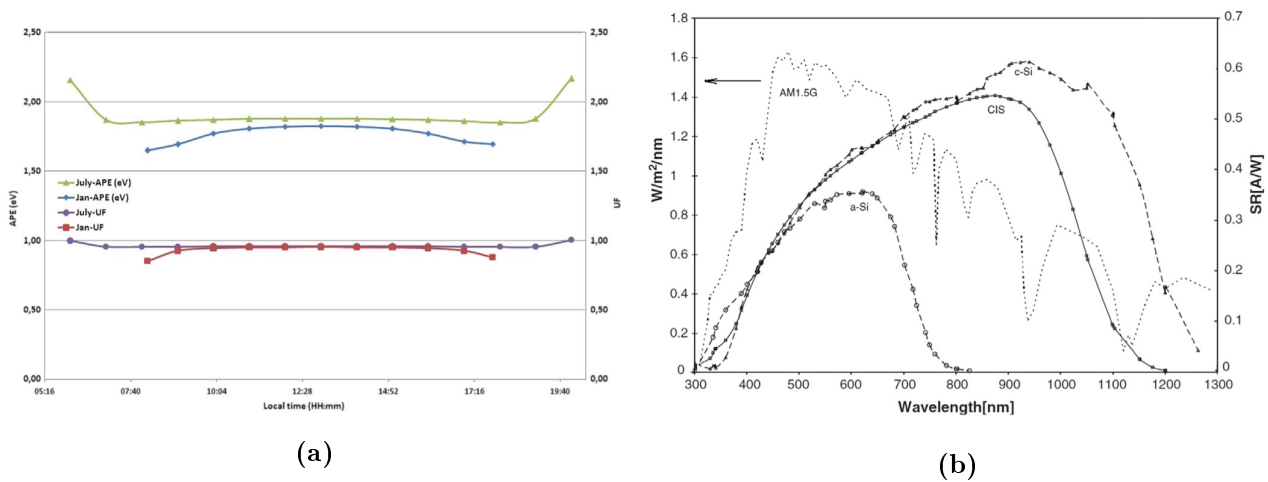 2,50
2,00
1,50
1,00
0,50
0,00
APE (eV)
2,50
2,00
1,50
1,00
0,50
0,00
UF
July-APE (eV)
Jan-APE (eV)
July-UF
Jan-UF
05:16 07:40 10:04 12:28 14:52 17:16 19:40
Local time (HH:mm)
(a)
1.8
1.6
1.4
1.2
1
0.8
0.6
0.4
0.2
0
W/m²/nm
0.7
0.6
0.5
0.4
0.3
0.2
0.1
0
SR[A/W]
AM1.5G
c-Si
CIS
a-Si
300 400 500 600 700 800 900 1000 1100 1200 1300
Wavelength[nm]
(b)